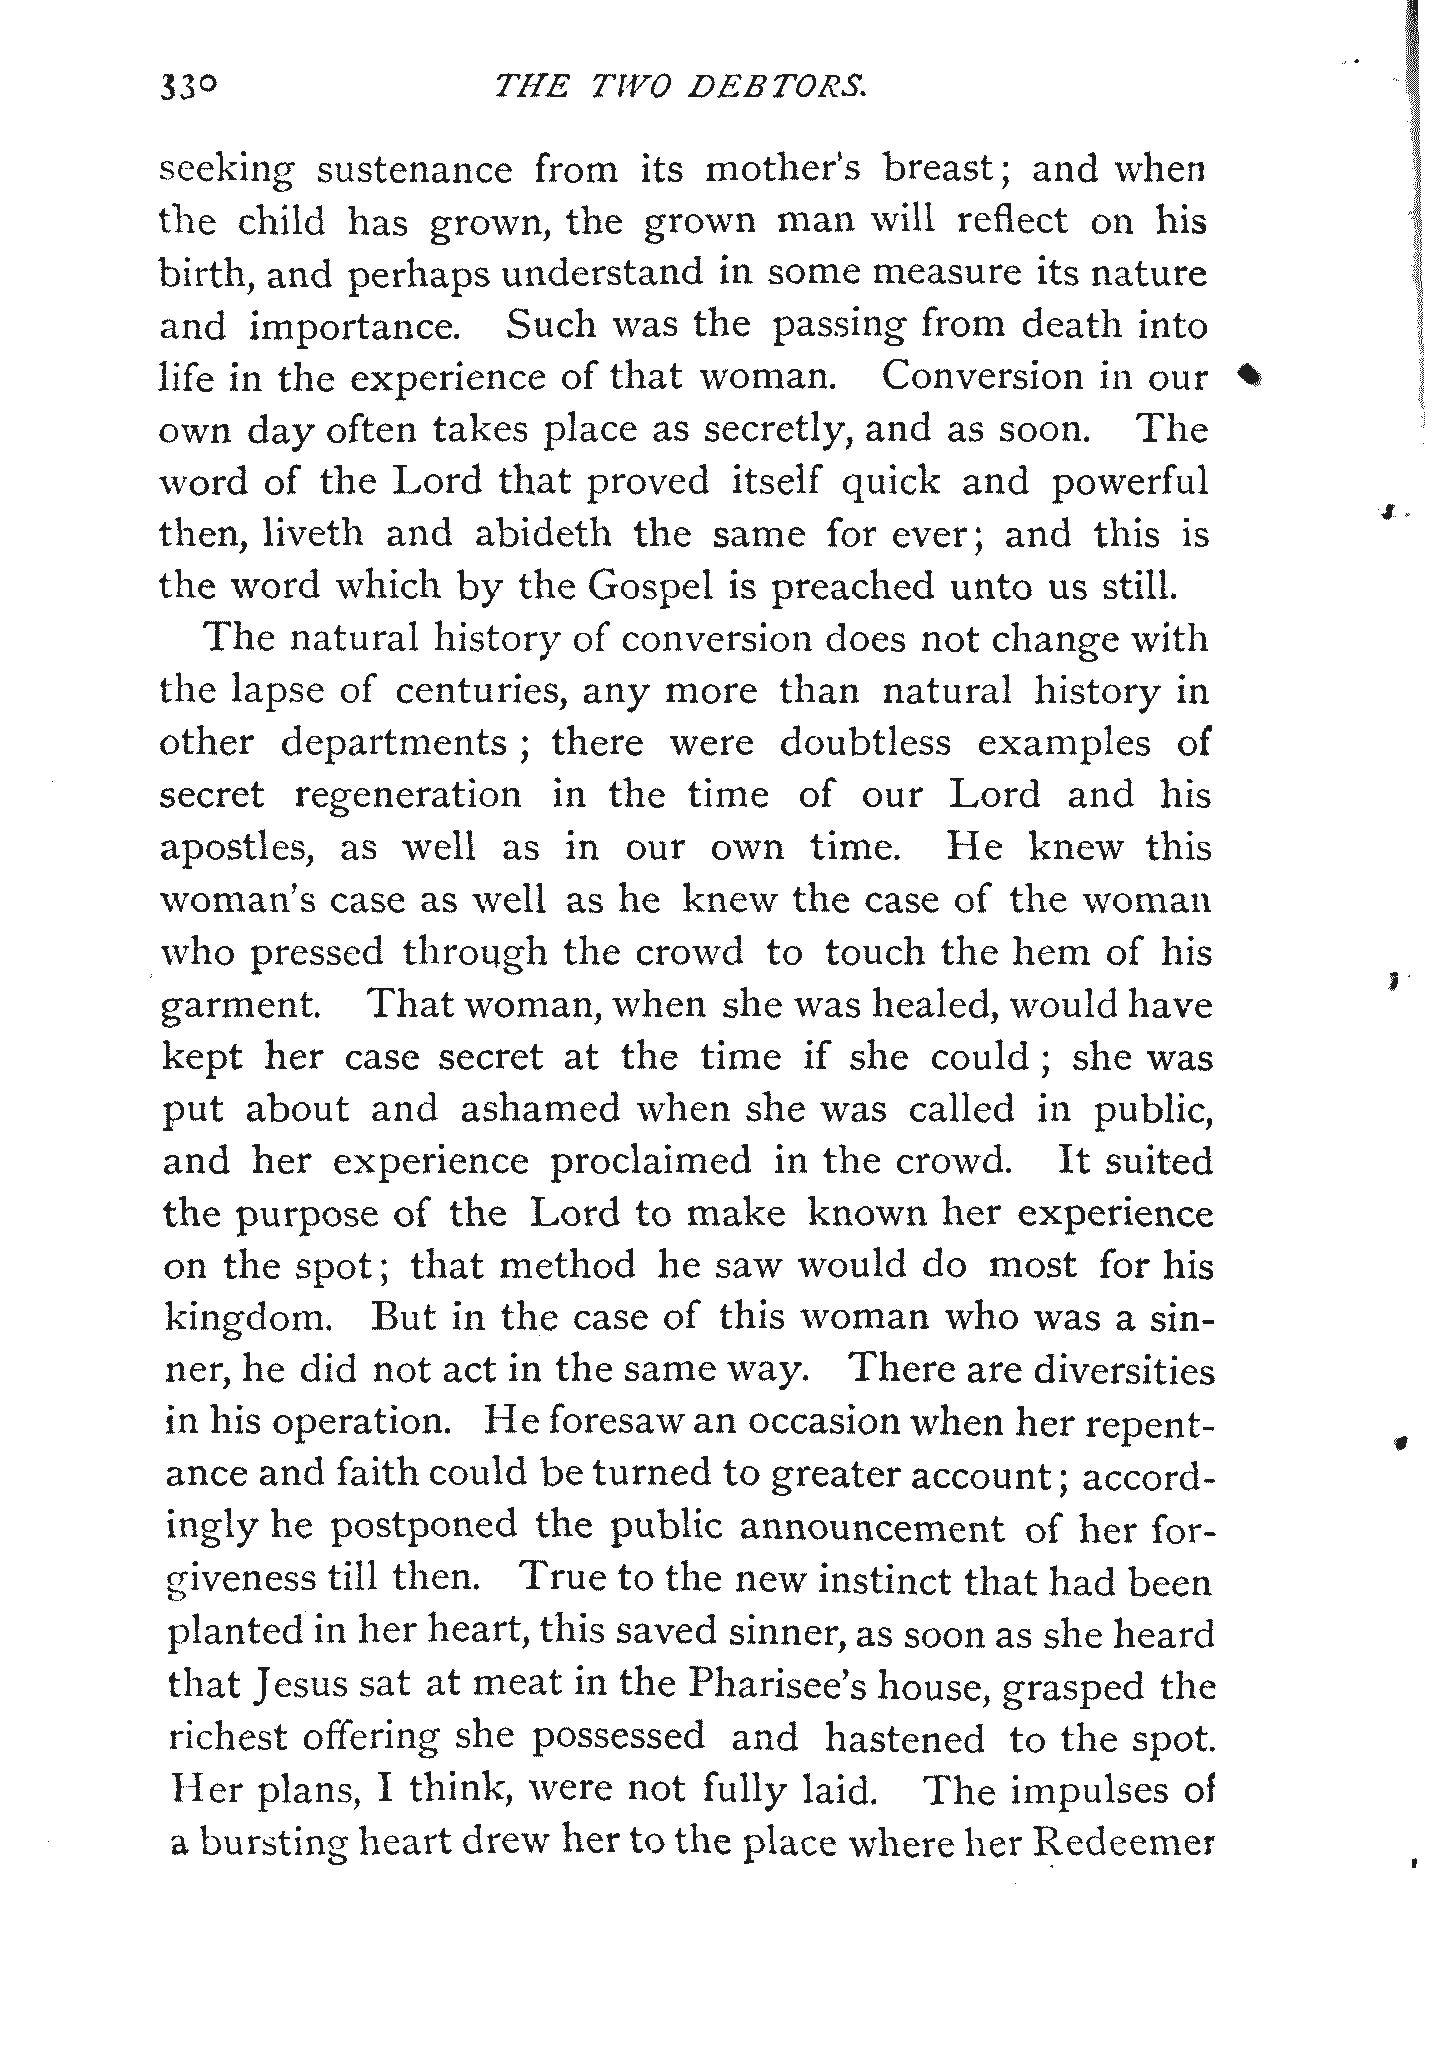 330 THE TWO DEBTORS.
seeking sustenance from its mother's breast; and when
the child has grown, the grown man will reflect on his
birth, and perhaps understand in some measure its nature
and importance. Such was the passing from death into
life in the experience of that woman. Conversion in our
own day often takes place as secretly, and as soon. The
word of the Lord that proved itself quick and powerful
then, liveth and abideth the same for ever; and this is
the word which by the Gospel is preached unto us still.
The natural history of conversion does not change with
the lapse of centuries, any more than natural history in
other departments ; there were doubtless examples of
secret regeneration in the time of our Lord and his
apostles, as well as in our own time. He knew this
woman's case as well as he knew the case of the woman
who pressed through the crowd to touch the hem of his
garment. That woman, when she was healed, would have
kept her case secret at the time if she could ; she was
put about and ashamed when she was called in public,
and her experience proclaimed in the crowd. It suited
the purpose of the Lord to make known her experience
on the spot; that method he saw would do most for his
kingdom. But in the case of this woman who was a sin-
ner, he did not act in the same way. There are diversities
in his operation. He foresaw an occasion when her repent-
ance and faith could be turned to greater account; accord-
ingly he postponed the public announcement of her for-
giveness till then. True to the new instinct that had been
planted in her heart, this saved sinner, as soon as she heard
that Jesus sat at meat in the Pharisee's house, grasped the
richest offering she possessed and hastened to the spot.
Her plans, I think, were not fully laid. The impulses of
a bursting heart drew her to the place where her Redeemer